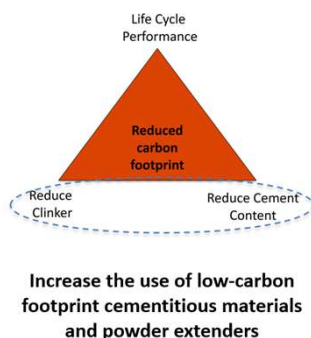 Life Cycle
Performance
Reduced
carbon
footprint
Reduce
Clinker
Reduce Cement
Content
Increase the use of low-carbon
footprint cementitious materials
and powder extenders